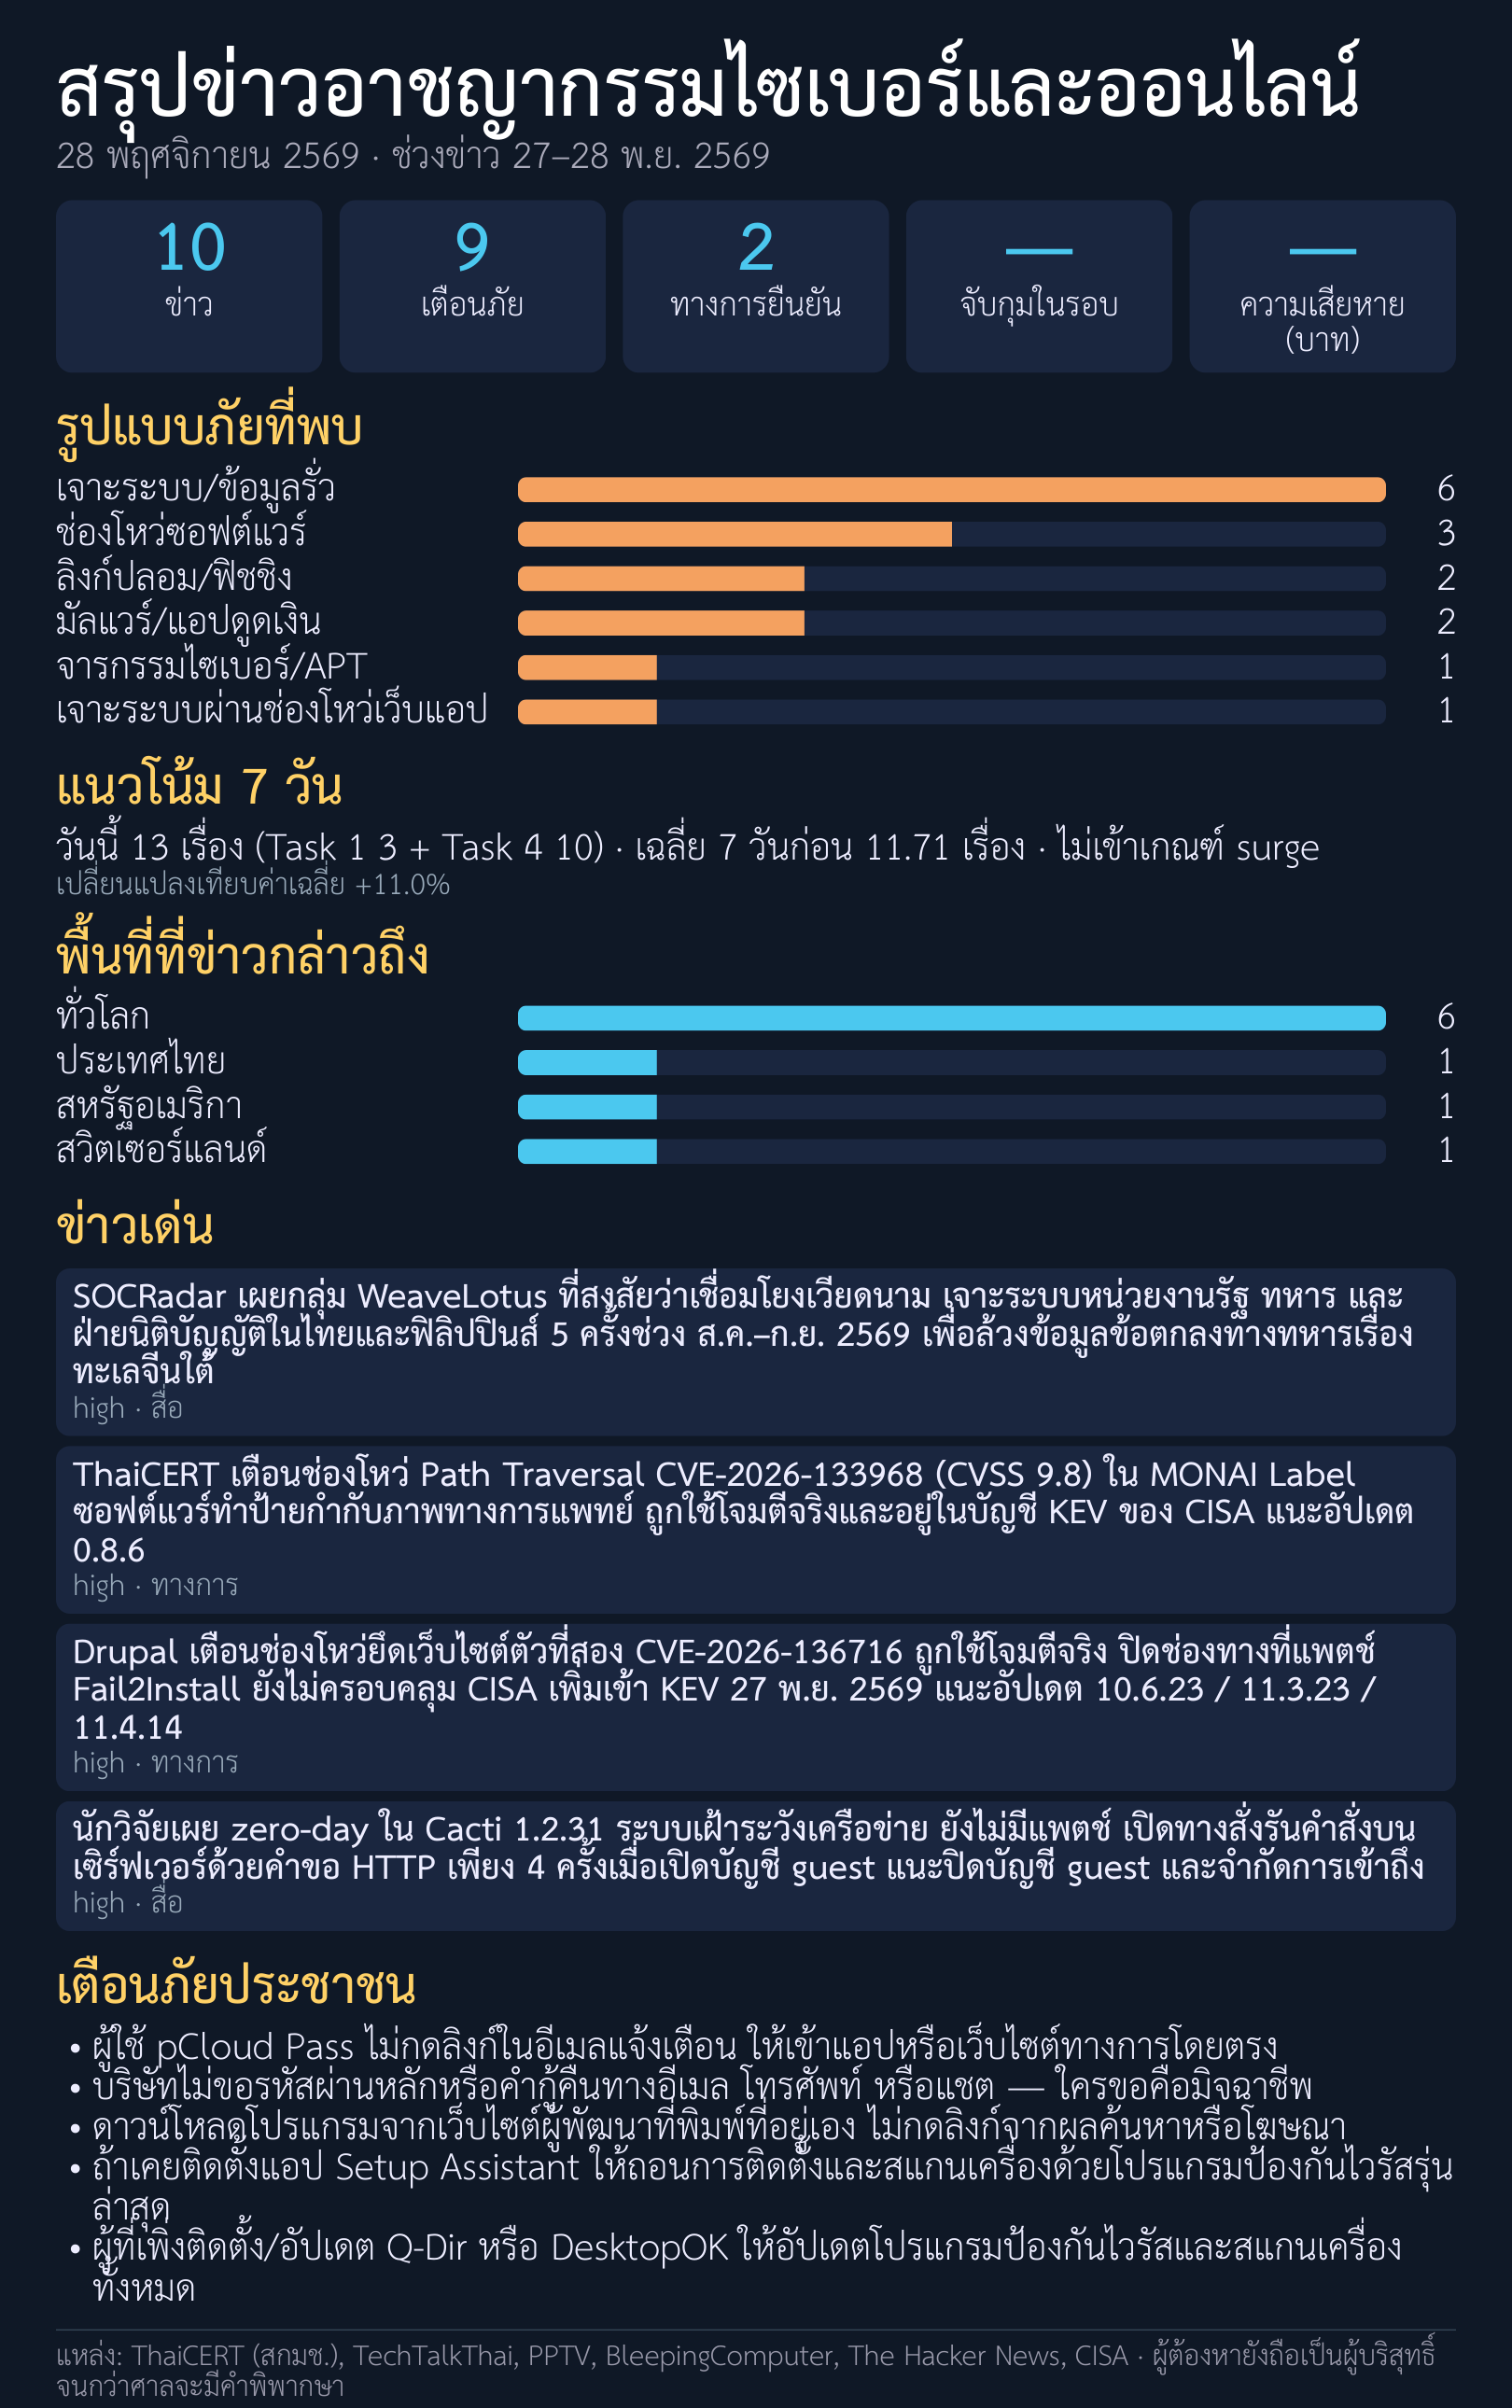 สรุปข่าวอาชญากรรมไซเบอร์และออนไลน์
28 พฤศจิกายน 2569 · ช่วงข่าว 27–28 พ.ย. 2569
10
ข่าว
9
เตือนภัย
2
ทางการยืนยัน
—
จับกุมในรอบ
—
ความเสียหาย
(บาท)
รูปแบบภัยที่พบ
เจาะระบบ/ข้อมูลรั่ว 6
ช่องโหว่ซอฟต์แวร์ 3
ลิงก์ปลอม/ฟิชชิง 2
มัลแวร์/แอปดูดเงิน 2
จารกรรมไซเบอร์/APT 1
เจาะระบบผ่านช่องโหว่เว็บแอป 1
แนวโน้ม 7 วัน
วันนี้ 13 เรื่อง (Task 1 3 + Task 4 10) · เฉลี่ย 7 วันก่อน 11.71 เรื่อง · ไม่เข้าเกณฑ์ surge
เปลี่ยนแปลงเทียบค่าเฉลี่ย +11.0%
พื้นที่ที่ข่าวกล่าวถึง
ทั่วโลก 6
ประเทศไทย 1
สหรัฐอเมริกา 1
สวิตเซอร์แลนด์ 1
ข่าวเด่น
SOCRadar เผยกลุ่ม WeaveLotus ที่สงสัยว่าเชื่อมโยงเวียดนาม เจาะระบบหน่วยงานรัฐ ทหาร และ
ฝ่ายนิติบัญญัติในไทยและฟิลิปปินส์ 5 ครั้งช่วง ส.ค.–ก.ย. 2569 เพื่อล้วงข้อมูลข้อตกลงทางทหารเรื่อง
ทะเลจีนใต้
high · สื่อ
ThaiCERT เตือนช่องโหว่ Path Traversal CVE-2026-133968 (CVSS 9.8) ใน MONAI Label
ซอฟต์แวร์ทำป้ายกำกับภาพทางการแพทย์ ถูกใช้โจมตีจริงและอยู่ในบัญชี KEV ของ CISA แนะอัปเดต
0.8.6
high · ทางการ
Drupal เตือนช่องโหว่ยึดเว็บไซต์ตัวที่สอง CVE-2026-136716 ถูกใช้โจมตีจริง ปิดช่องทางที่แพตช์
Fail2Install ยังไม่ครอบคลุม CISA เพิ่มเข้า KEV 27 พ.ย. 2569 แนะอัปเดต 10.6.23 / 11.3.23 /
11.4.14
high · ทางการ
นักวิจัยเผย zero-day ใน Cacti 1.2.31 ระบบเฝ้าระวังเครือข่าย ยังไม่มีแพตช์ เปิดทางสั่งรันคำสั่งบน
เซิร์ฟเวอร์ด้วยคำขอ HTTP เพียง 4 ครั้งเมื่อเปิดบัญชี guest แนะปิดบัญชี guest และจำกัดการเข้าถึง
high · สื่อ
เตือนภัยประชาชน
• ผู้ใช้ pCloud Pass ไม่กดลิงก์ในอีเมลแจ้งเตือน ให้เข้าแอปหรือเว็บไซต์ทางการโดยตรง
• บริษัทไม่ขอรหัสผ่านหลักหรือคำกู้คืนทางอีเมล โทรศัพท์ หรือแชต — ใครขอคือมิจฉาชีพ
• ดาวน์โหลดโปรแกรมจากเว็บไซต์ผู้พัฒนาที่พิมพ์ที่อยู่เอง ไม่กดลิงก์จากผลค้นหาหรือโฆษณา
• ถ้าเคยติดตั้งแอป Setup Assistant ให้ถอนการติดตั้งและสแกนเครื่องด้วยโปรแกรมป้องกันไวรัสรุ่น
ล่าสุด
• ผู้ที่เพิ่งติดตั้ง/อัปเดต Q-Dir หรือ DesktopOK ให้อัปเดตโปรแกรมป้องกันไวรัสและสแกนเครื่อง
ทั้งหมด
แหล่ง: ThaiCERT (สกมช.), TechTalkThai, PPTV, BleepingComputer, The Hacker News, CISA · ผู้ต้องหายังถือเป็นผู้บริสุทธิ์
จนกว่าศาลจะมีคำพิพากษา